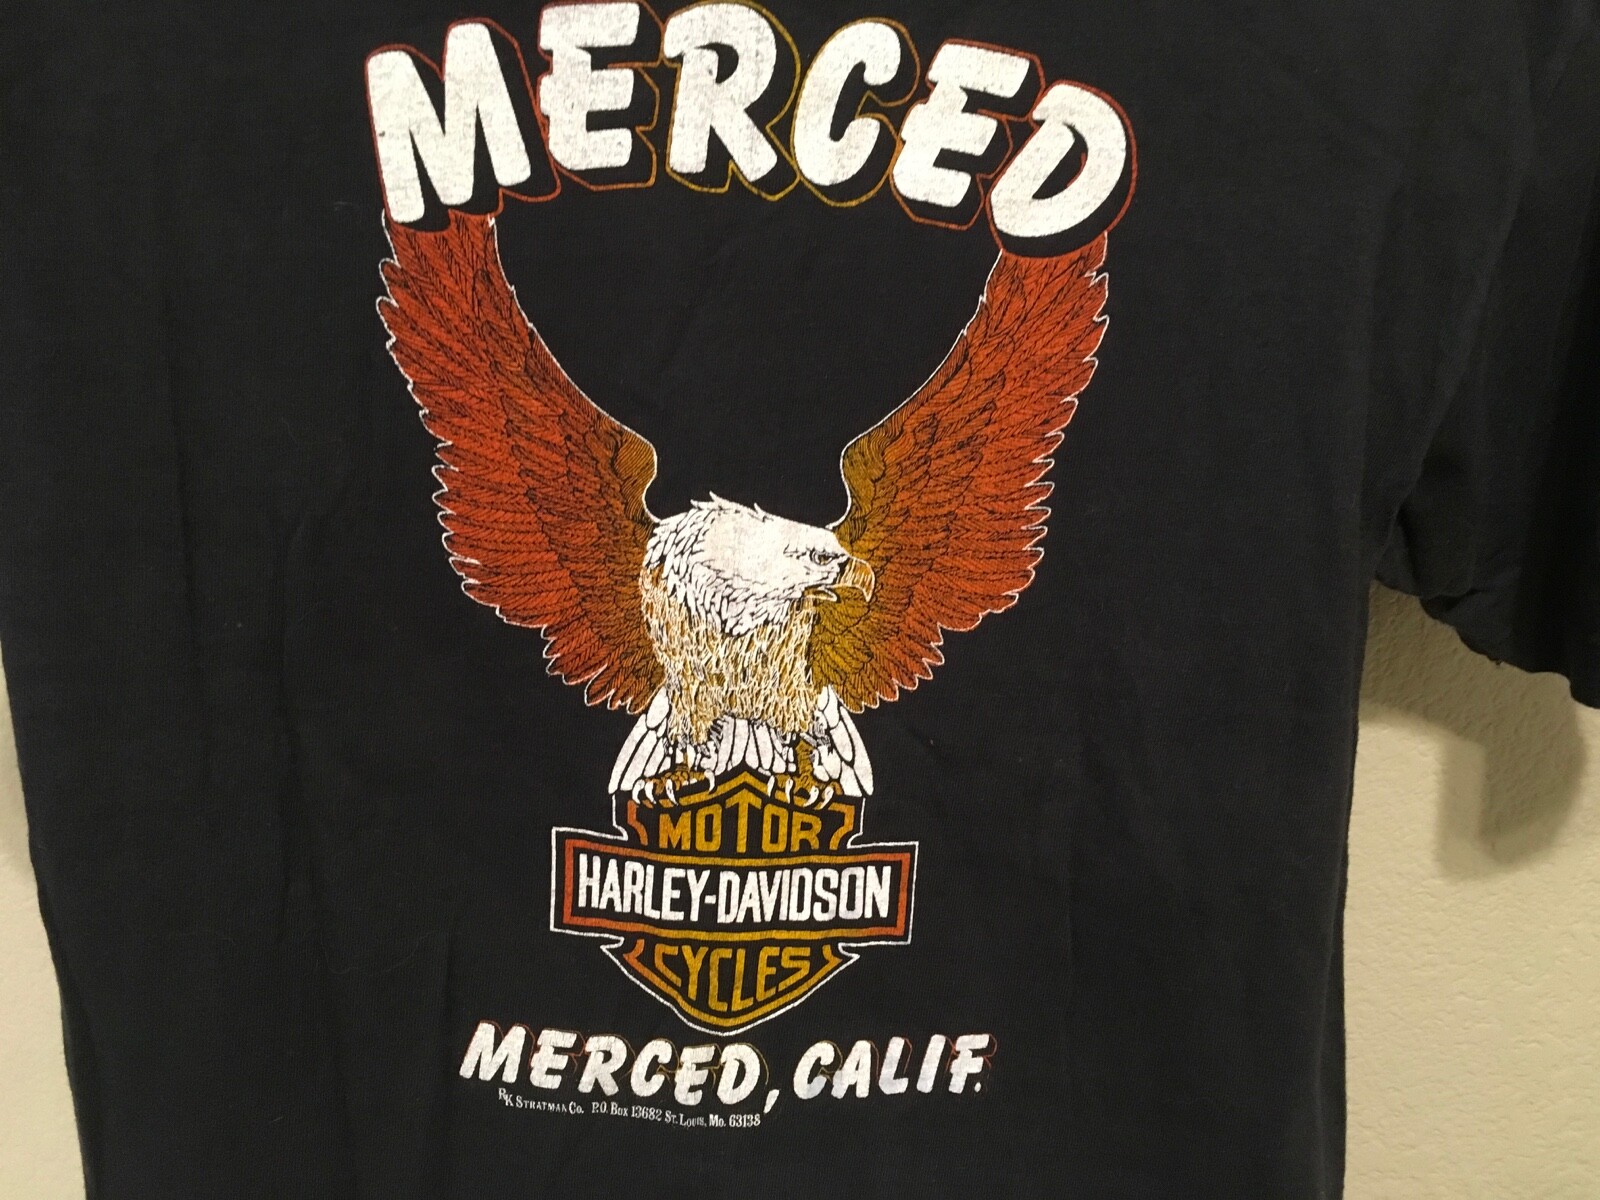 MERCED
MOTOR
HARLEY-DAVIDSON
CYCLES
MERCED, CALIF.
RK STRATMAN CO. P.O. BOX 13682 ST. LOUIS, MO. 63138